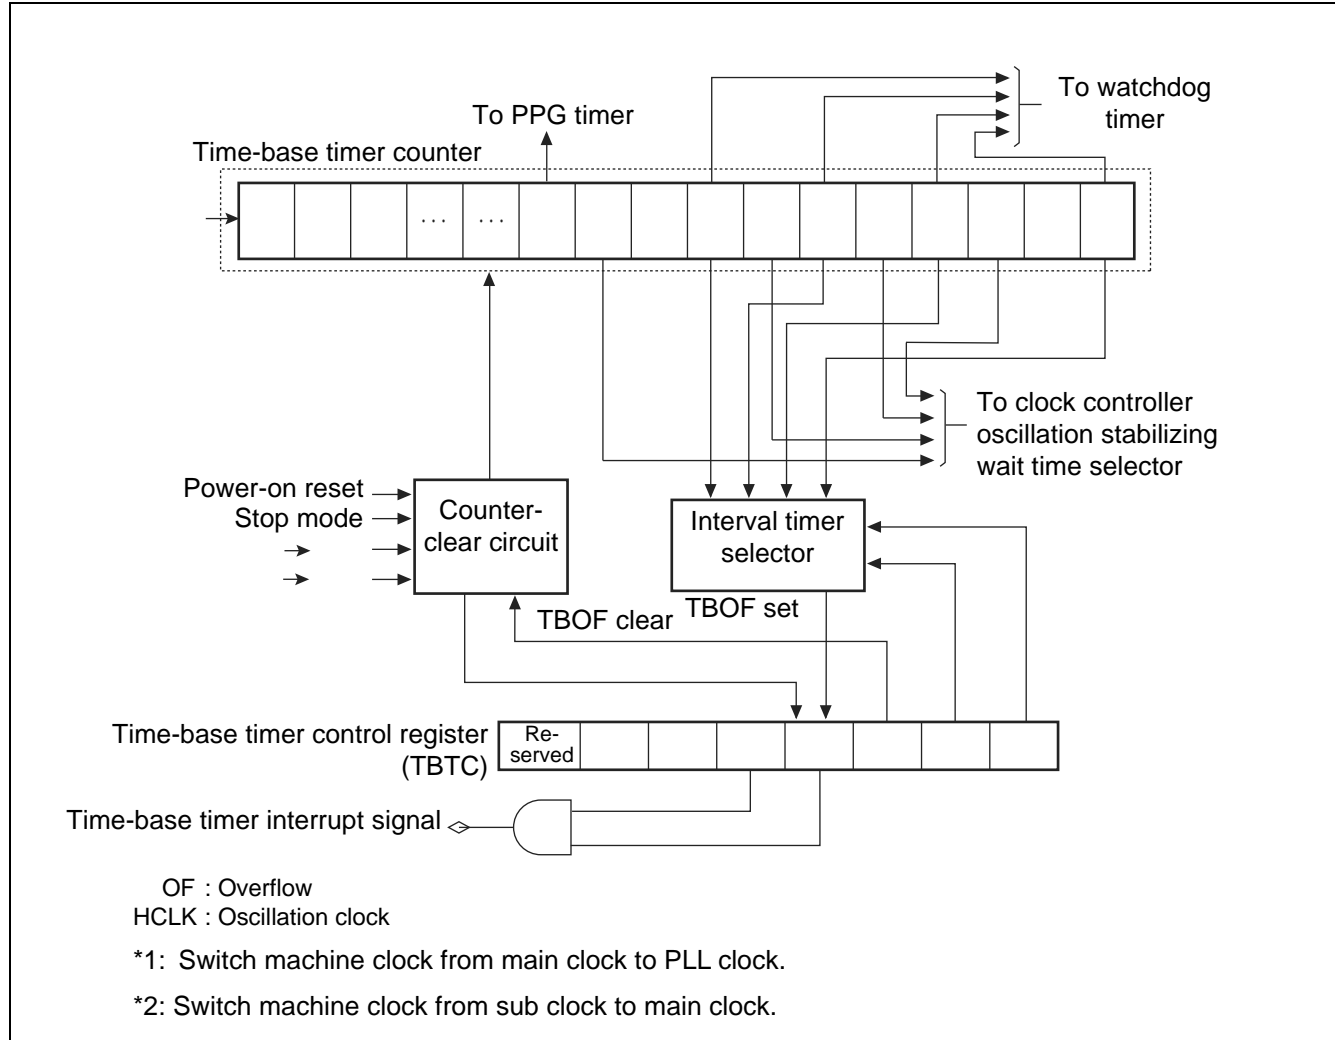 To watchdog
timer
To PPG timer
Time-base timer counter
. . . . . .
To clock controller
oscillation stabilizing
wait time selector
Power-on reset
Stop mode
Counter-
clear circuit
Interval timer
selector
TBOF clear
TBOF set
Time-base timer control register
(TBTC)
Re-
served
Time-base timer interrupt signal
OF : Overflow
HCLK : Oscillation clock
*1: Switch machine clock from main clock to PLL clock.
*2: Switch machine clock from sub clock to main clock.